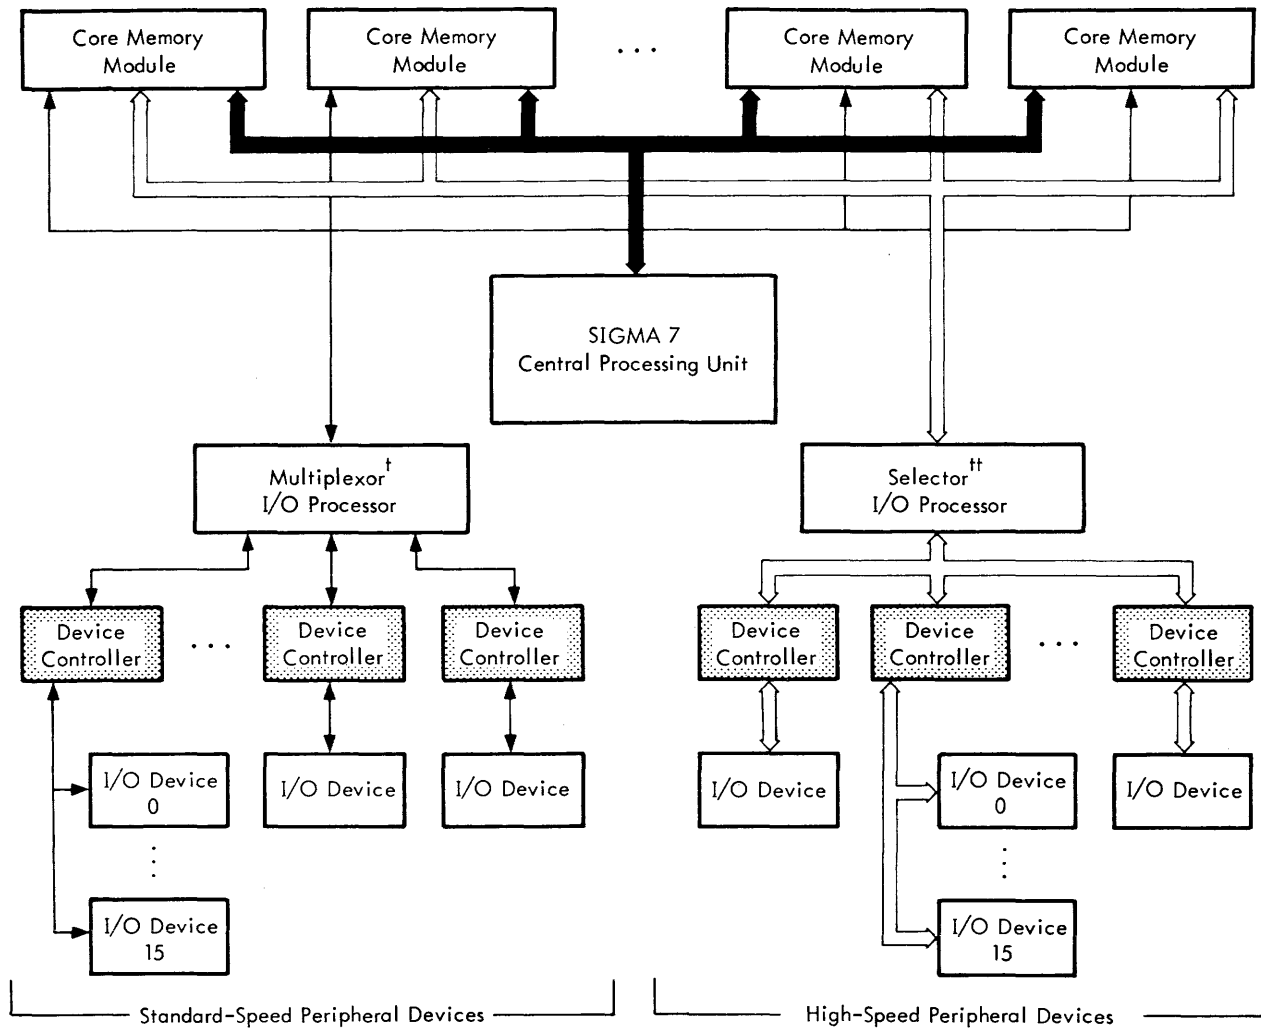 Core Memory
Module
Core Memory
Module
. . .
Core Memory
Module
Core Memory
Module
SIGMA 7
Central Processing Unit
Multiplexor†
I/O Processor
Selector††
I/O Processor
Device
Controller
. . .
Device
Controller
Device
Controller
Device
Controller
Device
Controller
. . .
Device
Controller
I/O Device
0
I/O Device
I/O Device
I/O Device
I/O Device
0
I/O Device
I/O Device
15
I/O Device
15
Standard-Speed Peripheral Devices
High-Speed Peripheral Devices